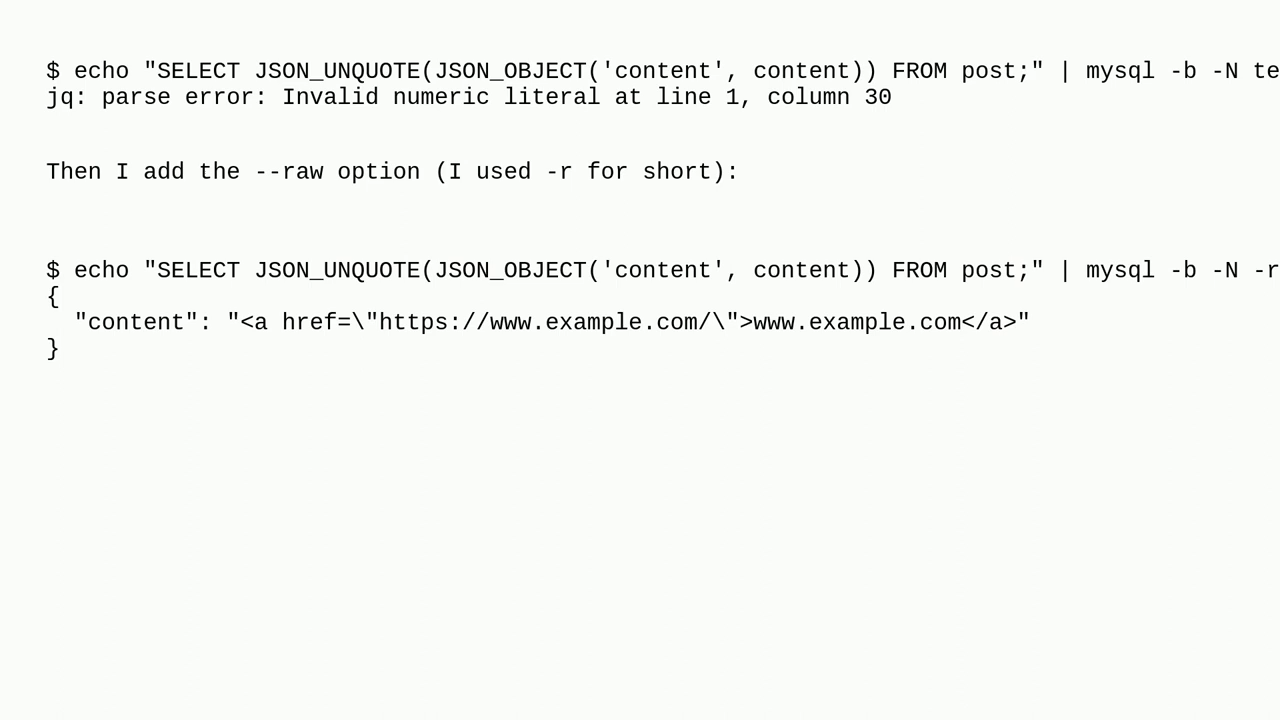 $ echo "SELECT JSON_UNQUOTE(JSON_OBJECT('content', content)) FROM post;" | mysql -b -N te
jq: parse error: Invalid numeric literal at line 1, column 30
Then I add the --raw option (I used -r for short):
$ echo "SELECT JSON_UNQUOTE(JSON_OBJECT('content', content)) FROM post;" | mysql -b -N -r
{
  "content": "<a href=\"https://www.example.com/\">www.example.com</a>"
}